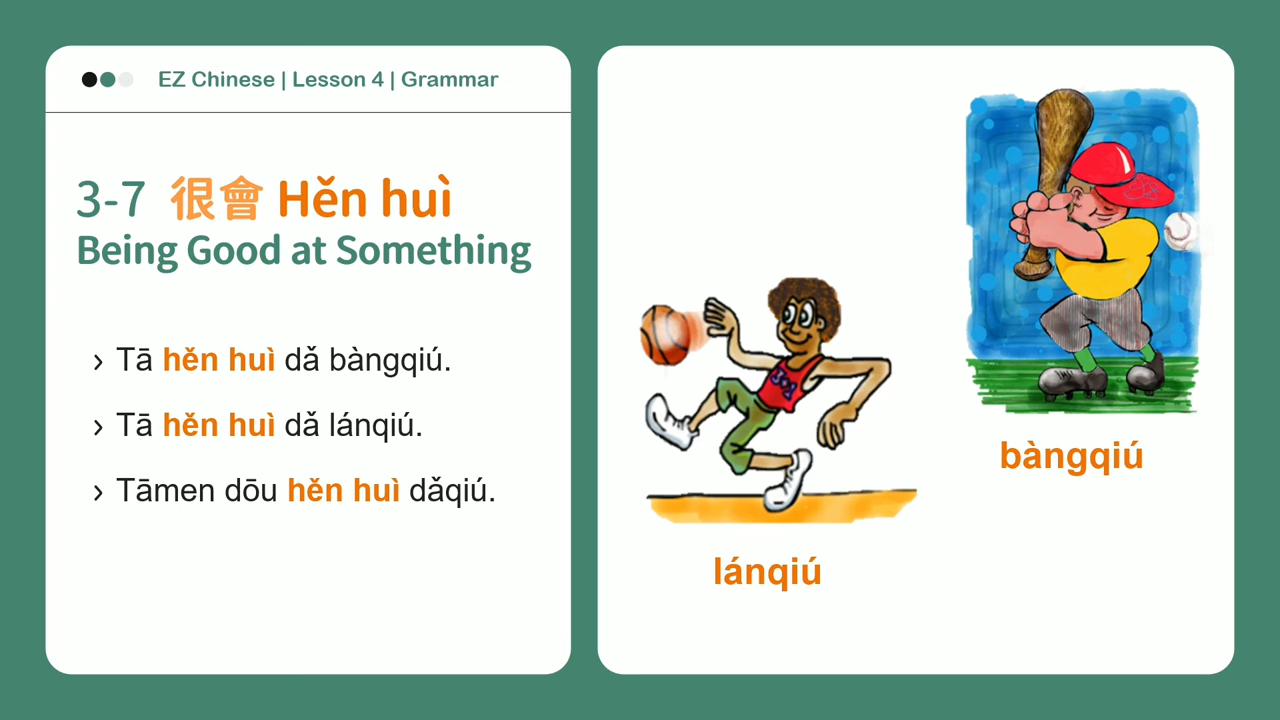 EZ Chinese | Lesson 4 | Grammar
3-7 很會 Hěn huì
Being Good at Something
› Tā hěn huì dǎ bàngqiú.
› Tā hěn huì dǎ lánqiú.
› Tāmen dōu hěn huì dǎqiú.
302
lánqiú
bàngqiú